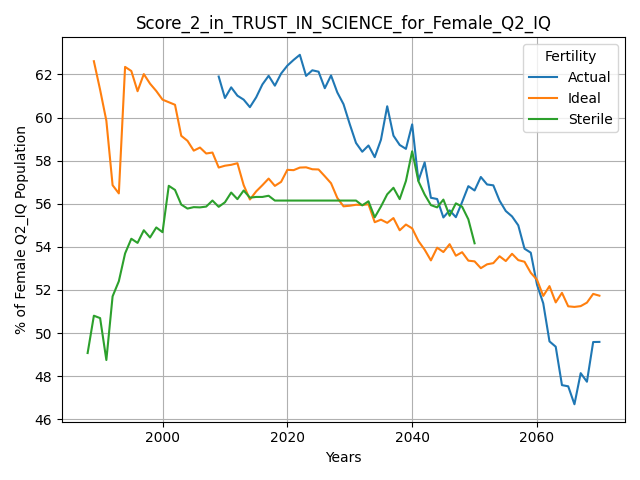 Score_2_in_TRUST_IN_SCIENCE_for_Female_Q2_IQ
Fertility
Actual
Ideal
Sterile
% of Female Q2_IQ Population
62
60
58
56
54
52
50
48
46
2000
2020
2040
2060
Years